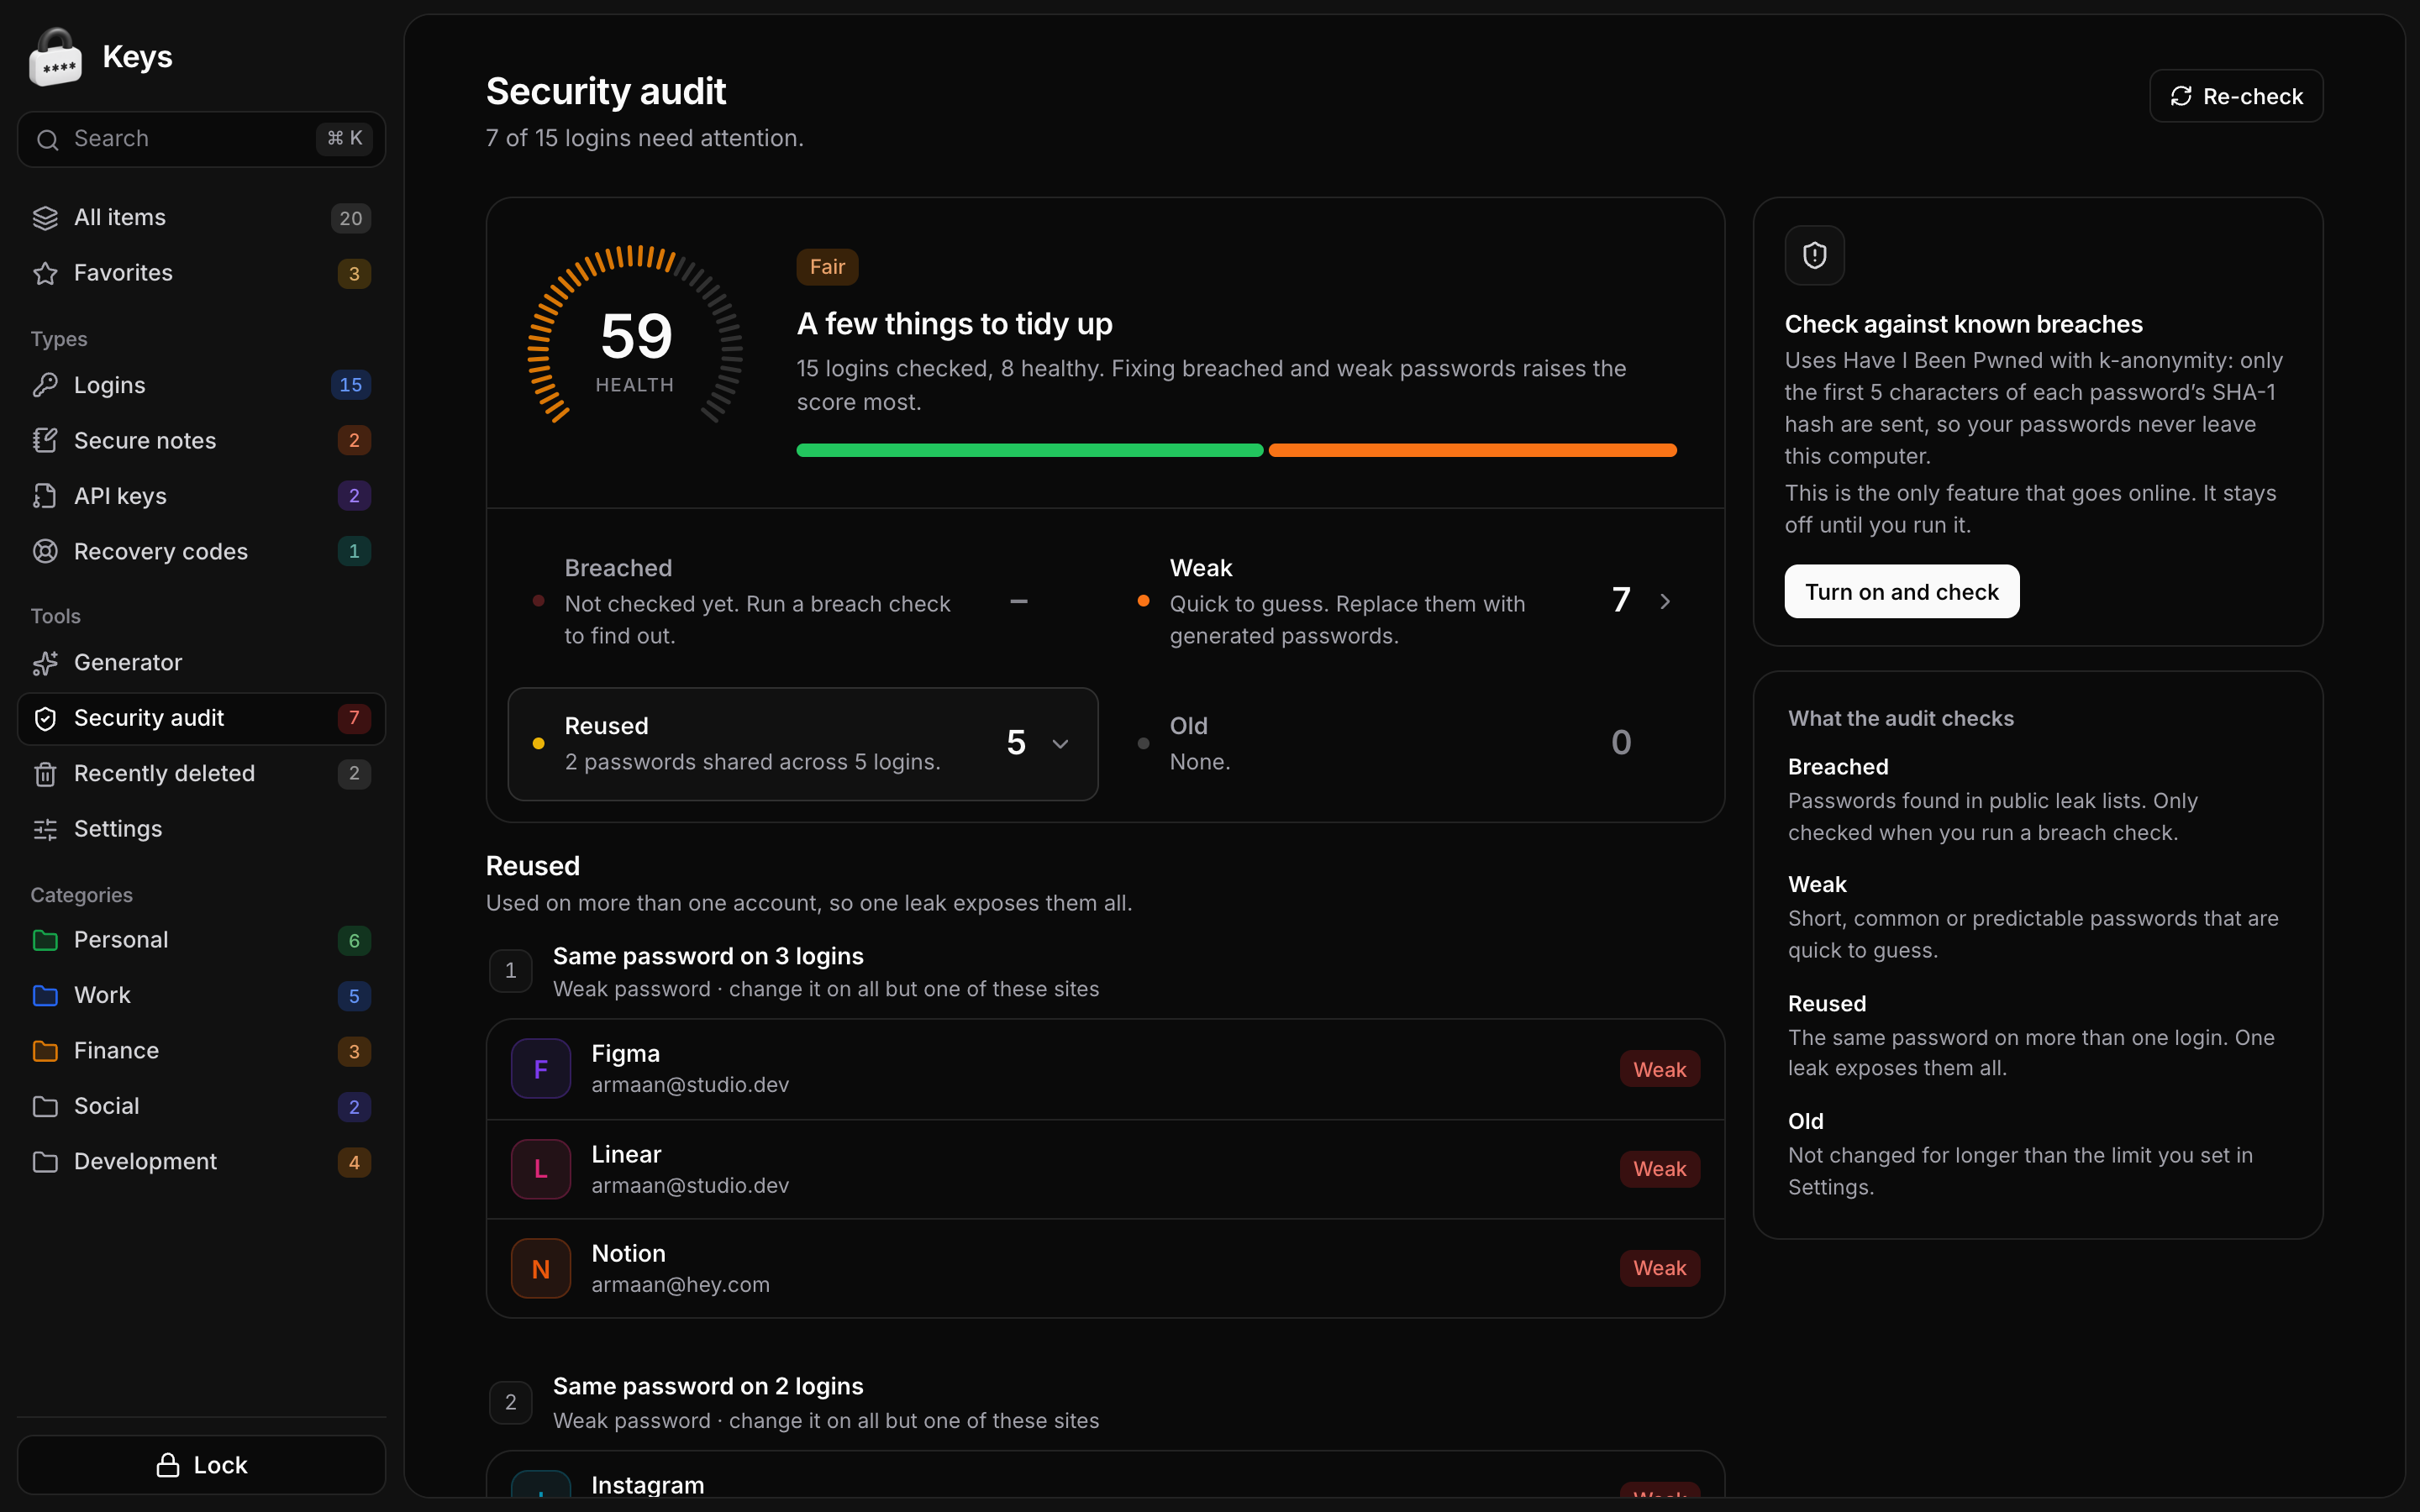 ****
Keys
Search
⌘ K
All items
20
Favorites
3
Types
Logins
15
Secure notes
2
API keys
2
Recovery codes
1
Tools
Generator
Security audit
7
Recently deleted
2
Settings
Categories
Personal
6
Work
5
Finance
3
Social
2
Development
4
Lock
Security audit
7 of 15 logins need attention.
Re-check
59
HEALTH
Fair
A few things to tidy up
15 logins checked, 8 healthy. Fixing breached and weak passwords raises the
score most.
Breached
Not checked yet. Run a breach check
to find out.
–
Weak
Quick to guess. Replace them with
generated passwords.
7
Reused
2 passwords shared across 5 logins.
5
Old
None.
0
Reused
Used on more than one account, so one leak exposes them all.
1
Same password on 3 logins
Weak password · change it on all but one of these sites
F
Figma
armaan@studio.dev
Weak
L
Linear
armaan@studio.dev
Weak
N
Notion
armaan@hey.com
Weak
2
Same password on 2 logins
Weak password · change it on all but one of these sites
Instagram
Weak
Check against known breaches
Uses Have I Been Pwned with k-anonymity: only
the first 5 characters of each password’s SHA-1
hash are sent, so your passwords never leave
this computer.
This is the only feature that goes online. It stays
off until you run it.
Turn on and check
What the audit checks
Breached
Passwords found in public leak lists. Only
checked when you run a breach check.
Weak
Short, common or predictable passwords that are
quick to guess.
Reused
The same password on more than one login. One
leak exposes them all.
Old
Not changed for longer than the limit you set in
Settings.